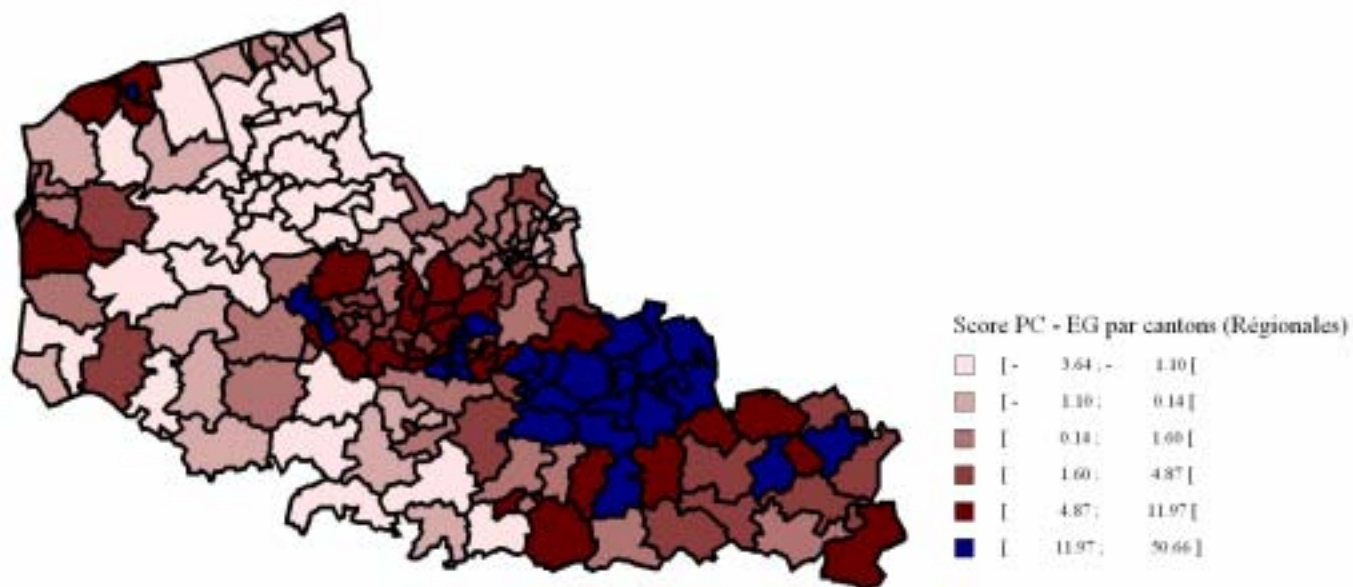 Score PC - EG par cantons (Régionales)
[ - 3.64 ; - 1.10 [
[ - 1.10 ; 0.14 [
[ 0.14 ; 1.60 [
[ 1.60 ; 4.87 [
[ 4.87 ; 11.97 [
[ 11.97 ; 50.66 ]